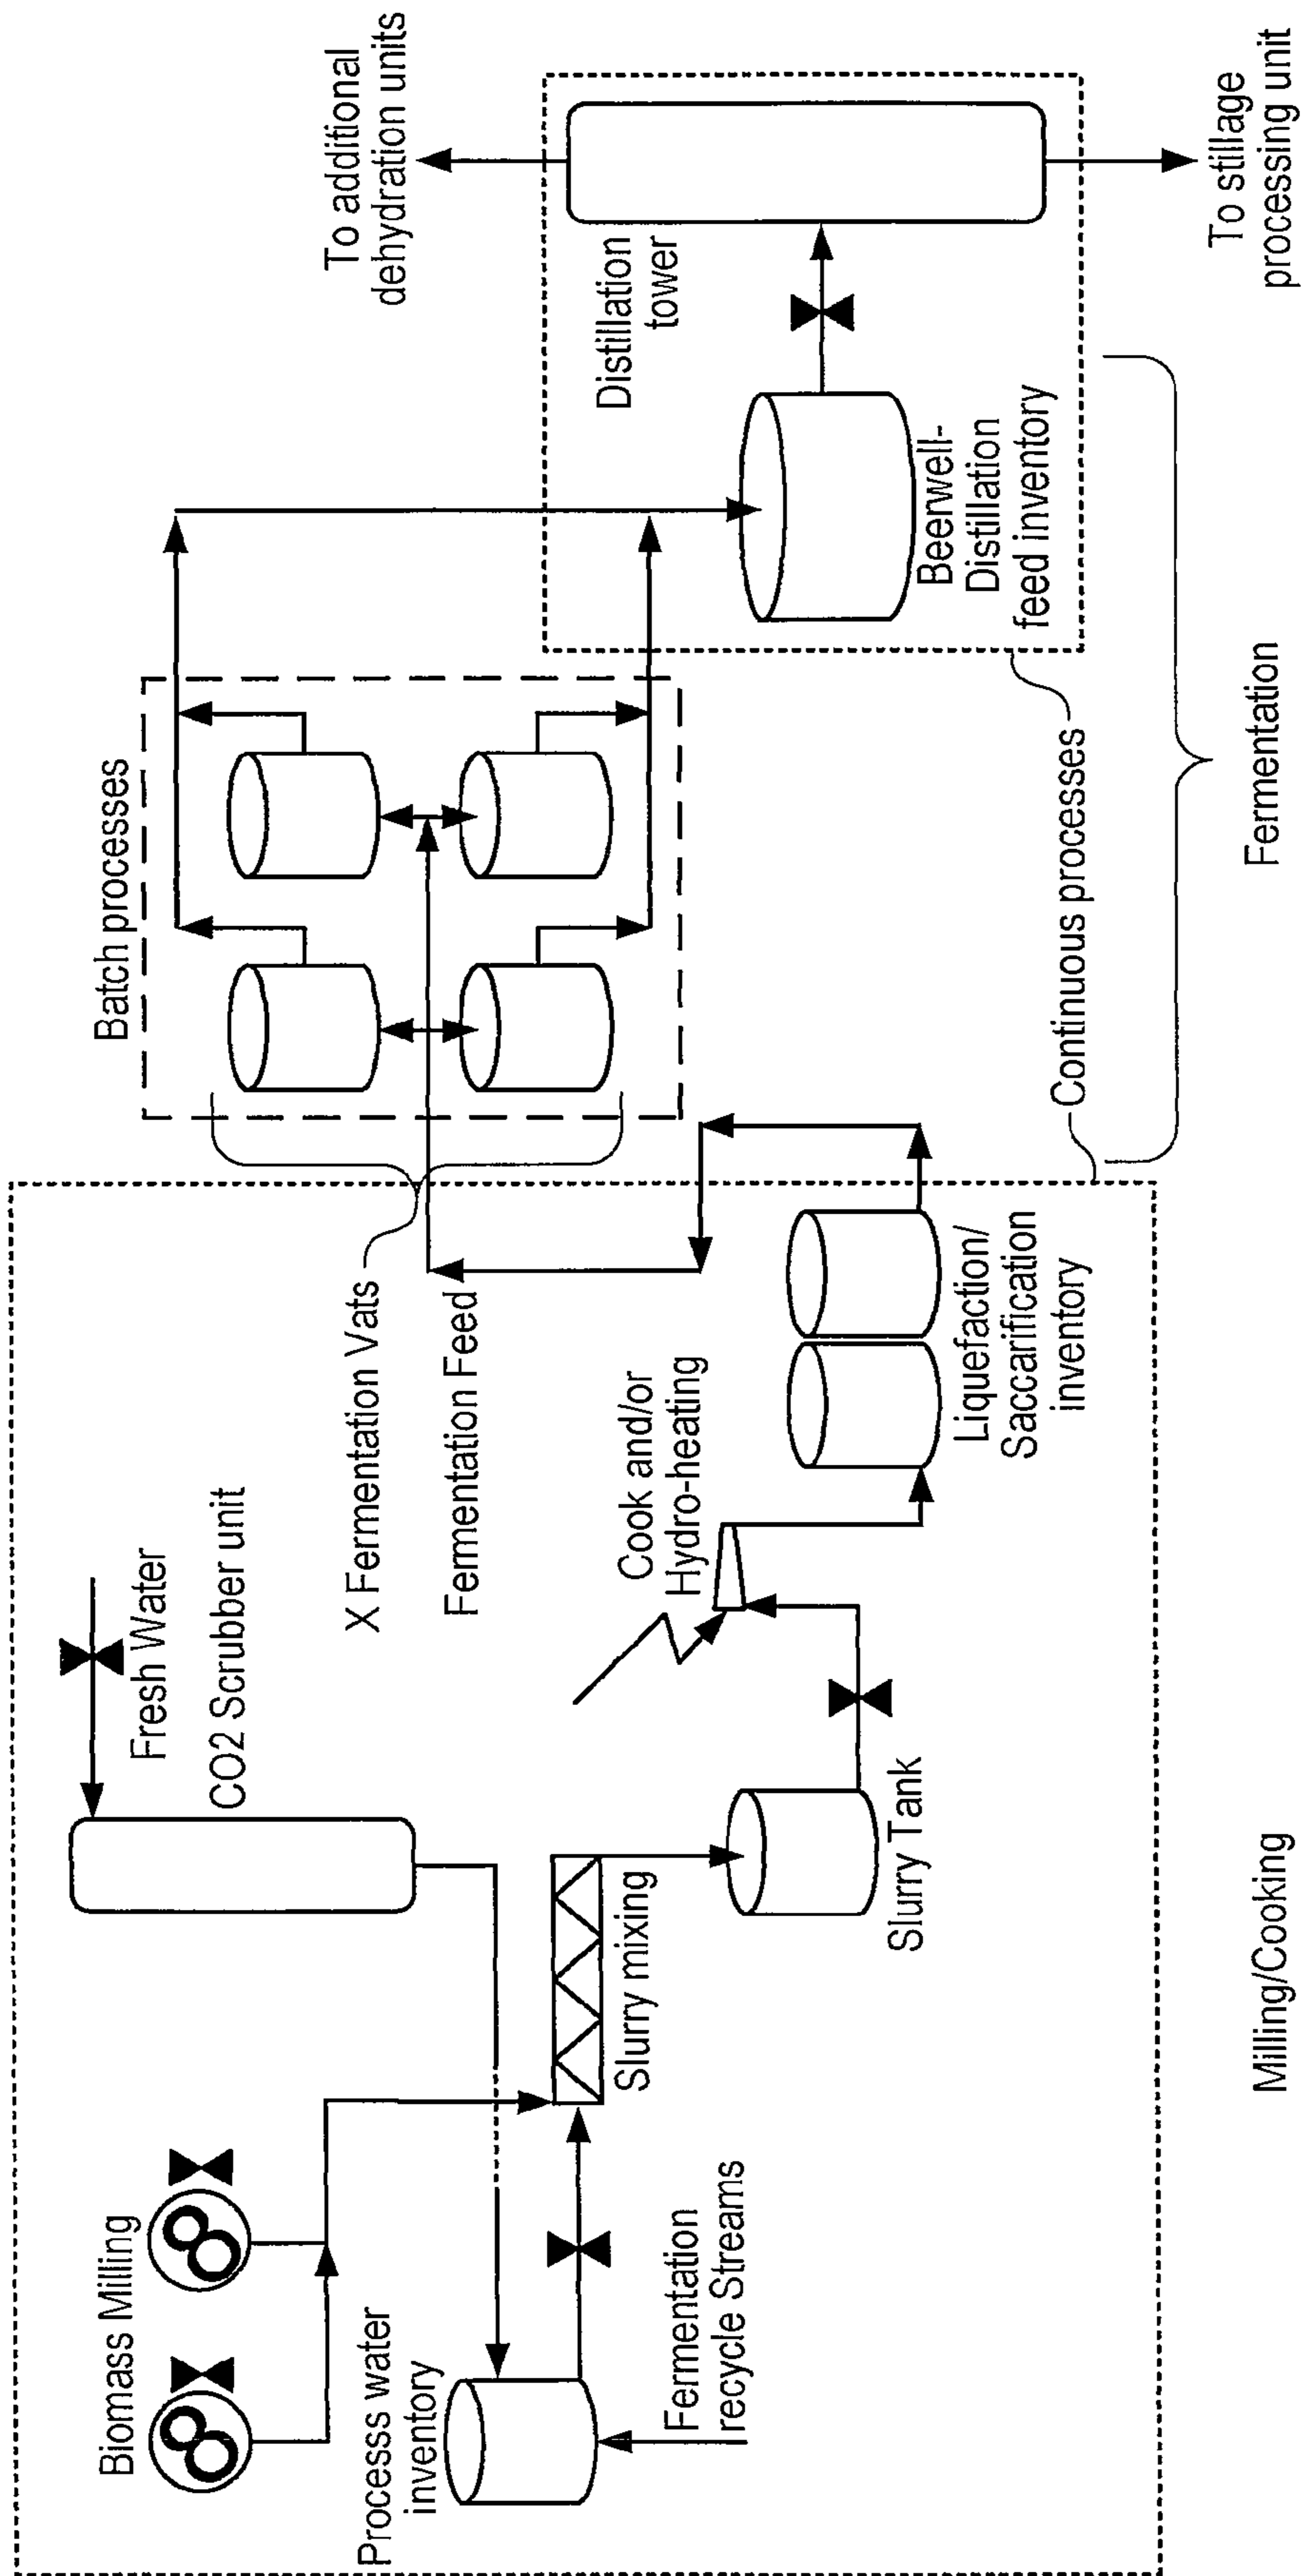 Biomass Milling
Fresh Water
CO2 Scrubber unit
Processs water
inventory
Fermentation
recycle Streams
Slurry mixing
Slurry Tank
Cook and/or
Hydro-heating
Liquefaction/
Saccarification
inventory
X Fermentation Vats
Fermentation Feed
Batch processes
Continuous processes
Beerwell-
Distillation
feed inventory
Distillation
tower
To additional
dehydration units
To stillage
processing unit
Milling/Cooking
Fermentation